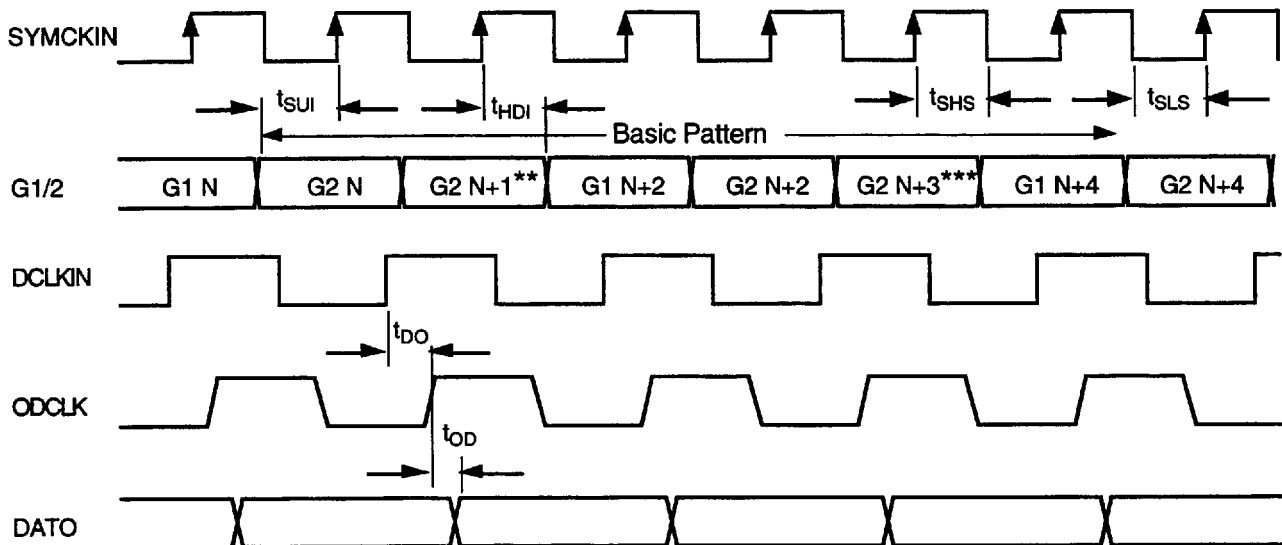 SYMCKIN
tSUI tHDI tSHS tSLS
Basic Pattern
G1/2 G1 N G2 N G2 N+1** G1 N+2 G2 N+2 G2 N+3*** G1 N+4 G2 N+4
DCLKIN
tDO
ODCLK
tOD
DATO